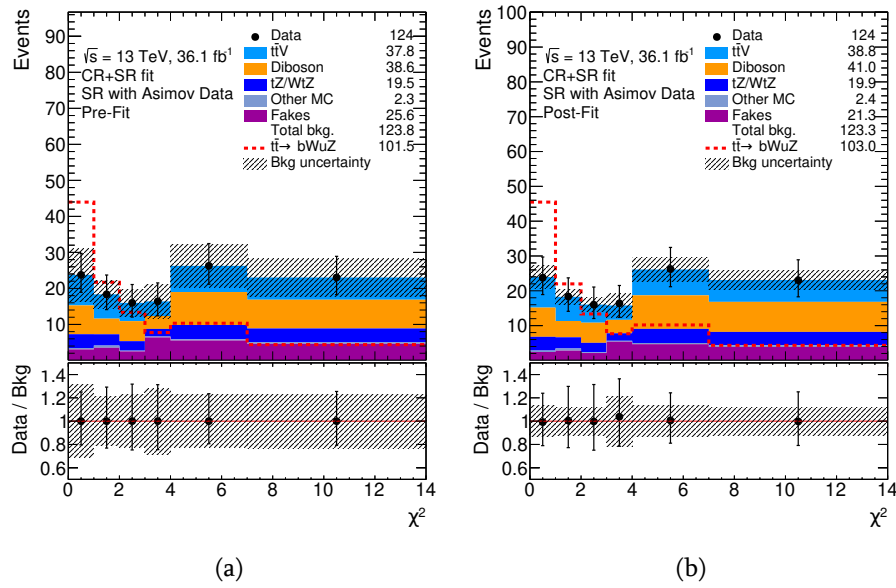 Events
90
80
70
60
50
40
30
20
10
√s = 13 TeV, 36.1 fb⁻¹
CR+SR fit
SR with Asimov Data
Pre-Fit
Data 124
tt̄V 37.8
Diboson 38.6
tZ/WtZ 19.5
Other MC 2.3
Fakes 25.6
Total bkg. 123.8
tt̄→ bWuZ 101.5
Bkg uncertainty
Data / Bkg
1.4
1.2
1
0.8
0.6
0 2 4 6 8 10 12 14
χ²
(a)
Events
100
90
80
70
60
50
40
30
20
10
√s = 13 TeV, 36.1 fb⁻¹
CR+SR fit
SR with Asimov Data
Post-Fit
Data 124
tt̄V 38.8
Diboson 41.0
tZ/WtZ 19.9
Other MC 2.4
Fakes 21.3
Total bkg. 123.3
tt̄→ bWuZ 103.0
Bkg uncertainty
Data / Bkg
1.4
1.2
1
0.8
0.6
0 2 4 6 8 10 12 14
χ²
(b)